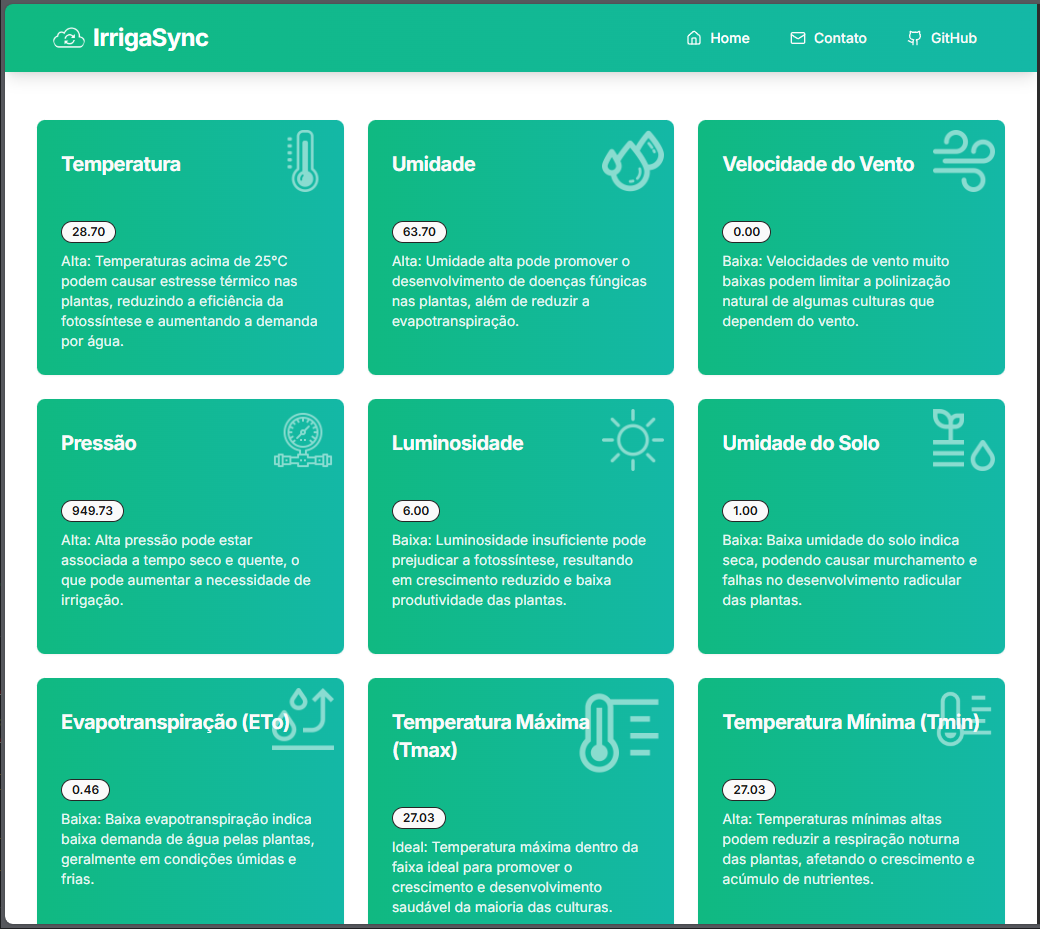 IrrigaSync
Home
Contato
GitHub
Temperatura
28.70
Alta: Temperaturas acima de 25°C
podem causar estresse térmico nas
plantas, reduzindo a eficiência da
fotossíntese e aumentando a demanda
por água.
Umidade
63.70
Alta: Umidade alta pode promover o
desenvolvimento de doenças fúngicas
nas plantas, além de reduzir a
evapotranspiração.
Velocidade do Vento
0.00
Baixa: Velocidades de vento muito
baixas podem limitar a polinização
natural de algumas culturas que
dependem do vento.
Pressão
949.73
Alta: Alta pressão pode estar
associada a tempo seco e quente, o
que pode aumentar a necessidade de
irrigação.
Luminosidade
6.00
Baixa: Luminosidade insuficiente pode
prejudicar a fotossíntese, resultando
em crescimento reduzido e baixa
produtividade das plantas.
Umidade do Solo
1.00
Baixa: Baixa umidade do solo indica
seca, podendo causar murchamento e
falhas no desenvolvimento radicular
das plantas.
Evapotranspiração (ETo)
0.46
Baixa: Baixa evapotranspiração indica
baixa demanda de água pelas plantas,
geralmente em condições úmidas e
frias.
Temperatura Máxima
(Tmax)
27.03
Ideal: Temperatura máxima dentro da
faixa ideal para promover o
crescimento e desenvolvimento
saudável da maioria das culturas.
Temperatura Mínima (Tmin)
27.03
Alta: Temperaturas mínimas altas
podem reduzir a respiração noturna
das plantas, afetando o crescimento e
acúmulo de nutrientes.